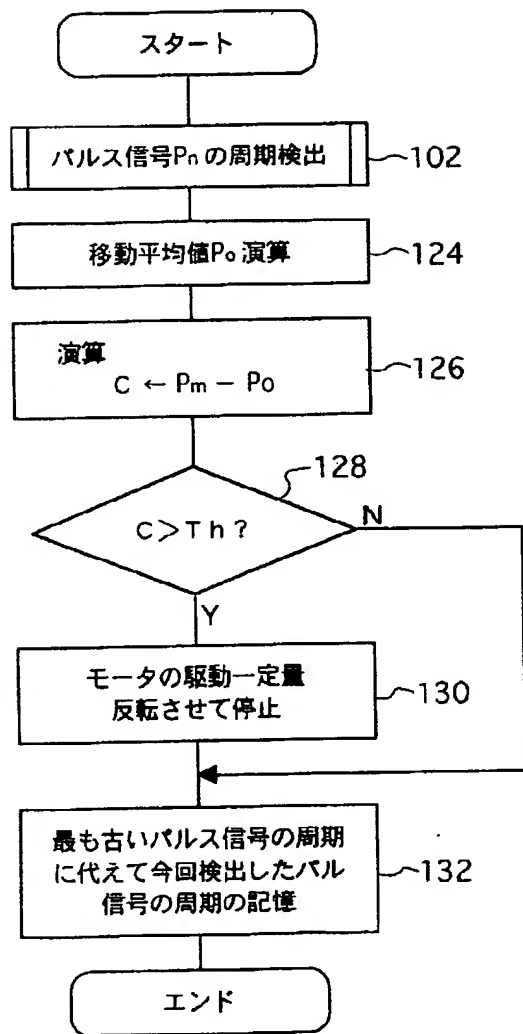 スタート
パルス信号Pnの周期検出
102
移動平均値Po演算
124
演算
C ← Pm − Po
126
128
C>Th?
N
Y
モータの駆動一定量
反転させて停止
130
最も古いパルス信号の周期
に代えて今回検出したパル
信号の周期の記憶
132
エンド